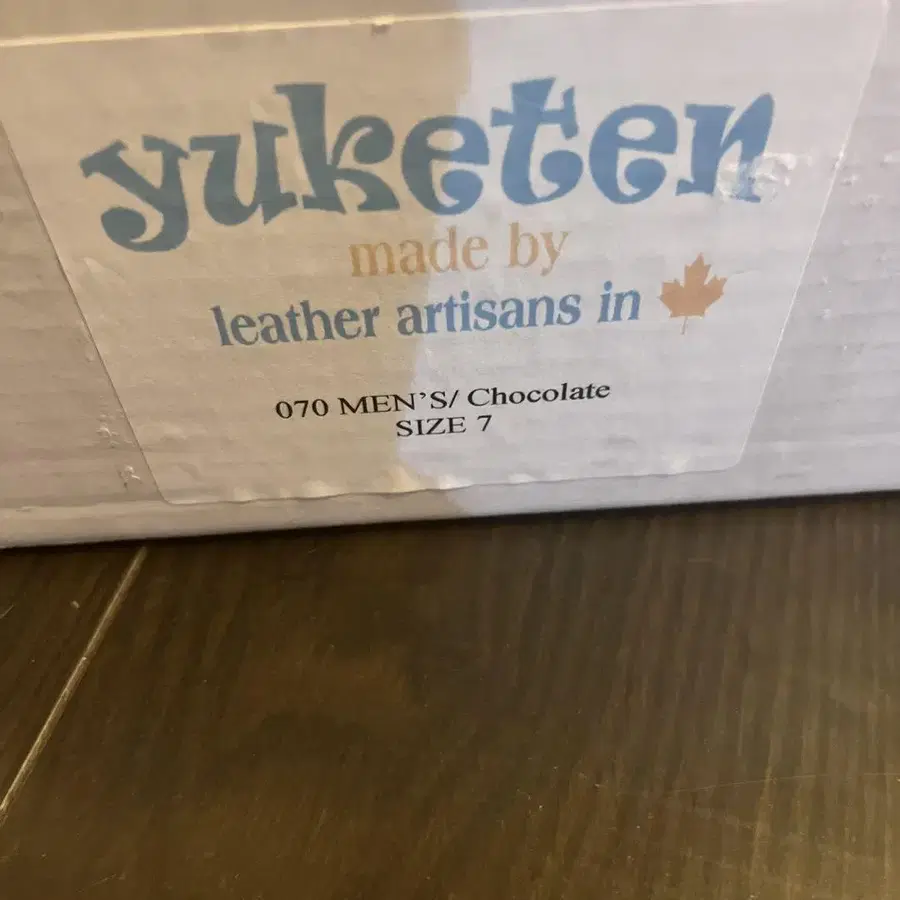 yuketen
made by
leather artisans in
070 MEN'S/ Chocolate
SIZE 7